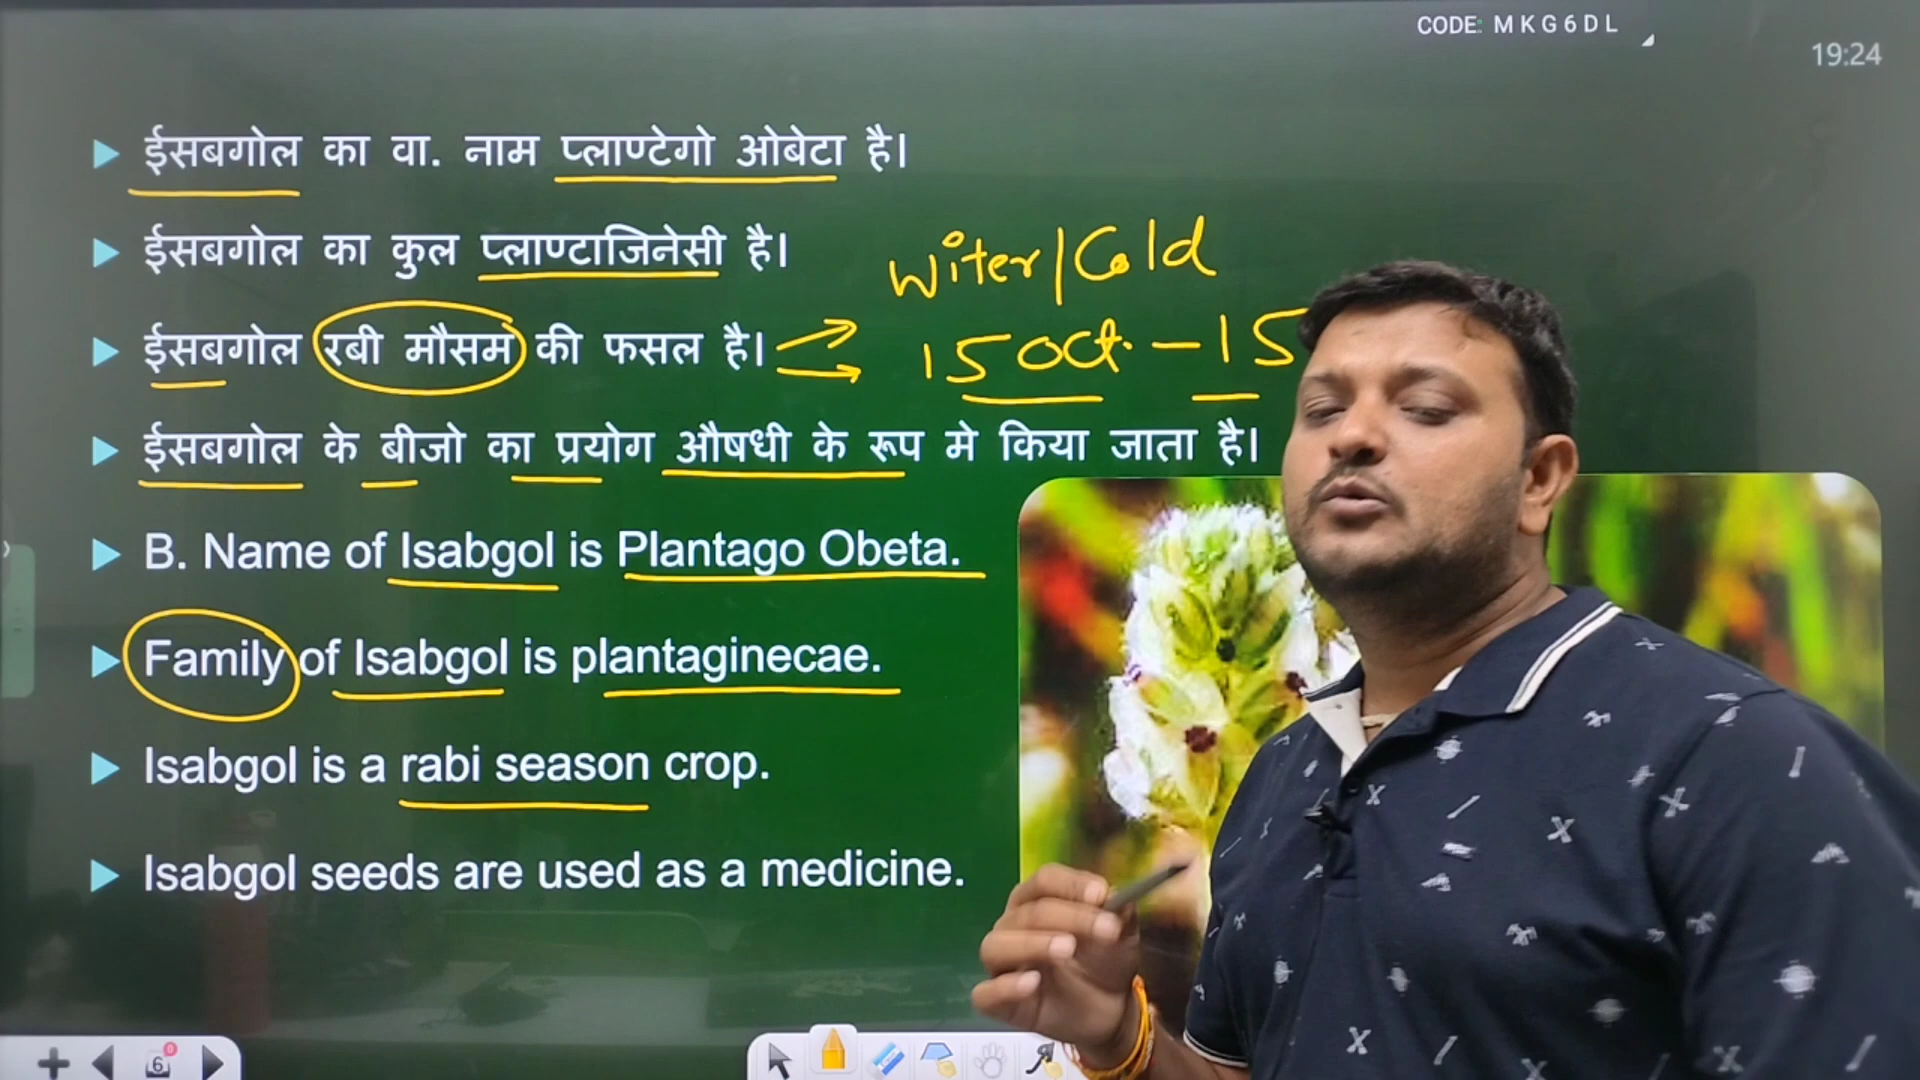 CODE: MKG6DL
19:24
ईसबगोल का वा. नाम प्लाण्टेगो ओबेटा है।
ईसबगोल का कुल प्लाण्टाजिनेसी है।
Witer/Cold
ईसबगोल रबी मौसम की फसल है।
15 Oct. - 15
ईसबगोल के बीजो का प्रयोग औषधी के रूप मे किया जाता है।
B. Name of Isabgol is Plantago Obeta.
Family of Isabgol is plantaginecae.
Isabgol is a rabi season crop.
Isabgol seeds are used as a medicine.
6